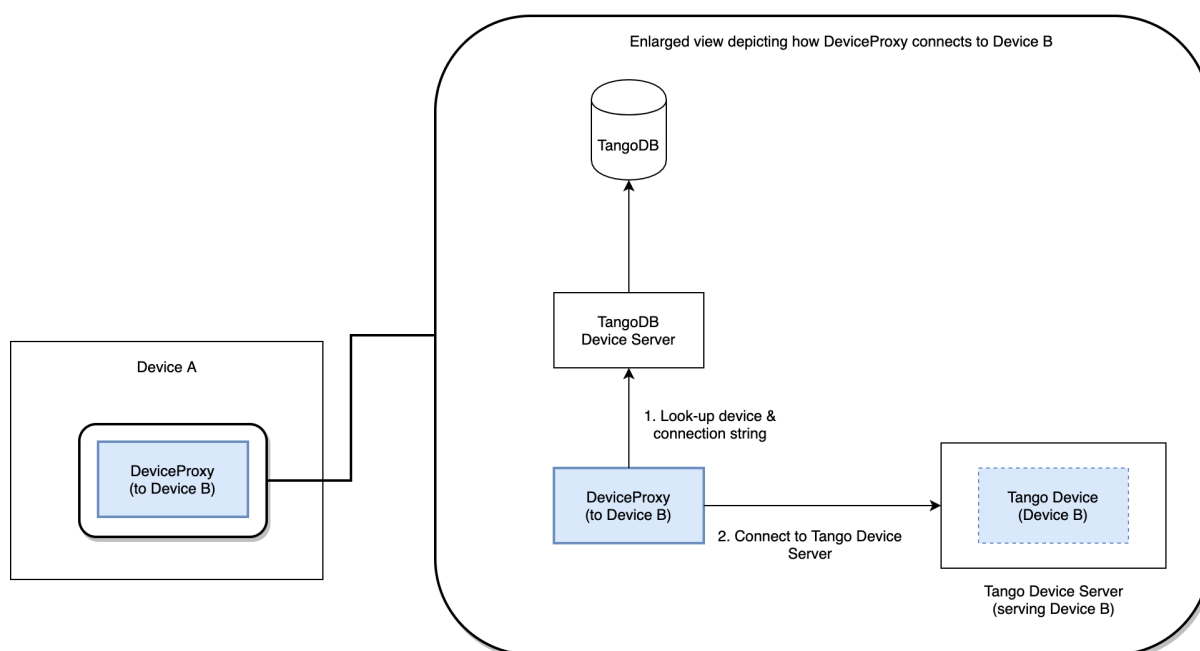 Enlarged view depicting how DeviceProxy connects to Device B
TangoDB
TangoDB
Device Server
Device A
1. Look-up device &
connection string
DeviceProxy
(to Device B)
DeviceProxy
(to Device B)
2. Connect to Tango Device
Server
Tango Device
(Device B)
Tango Device Server
(serving Device B)